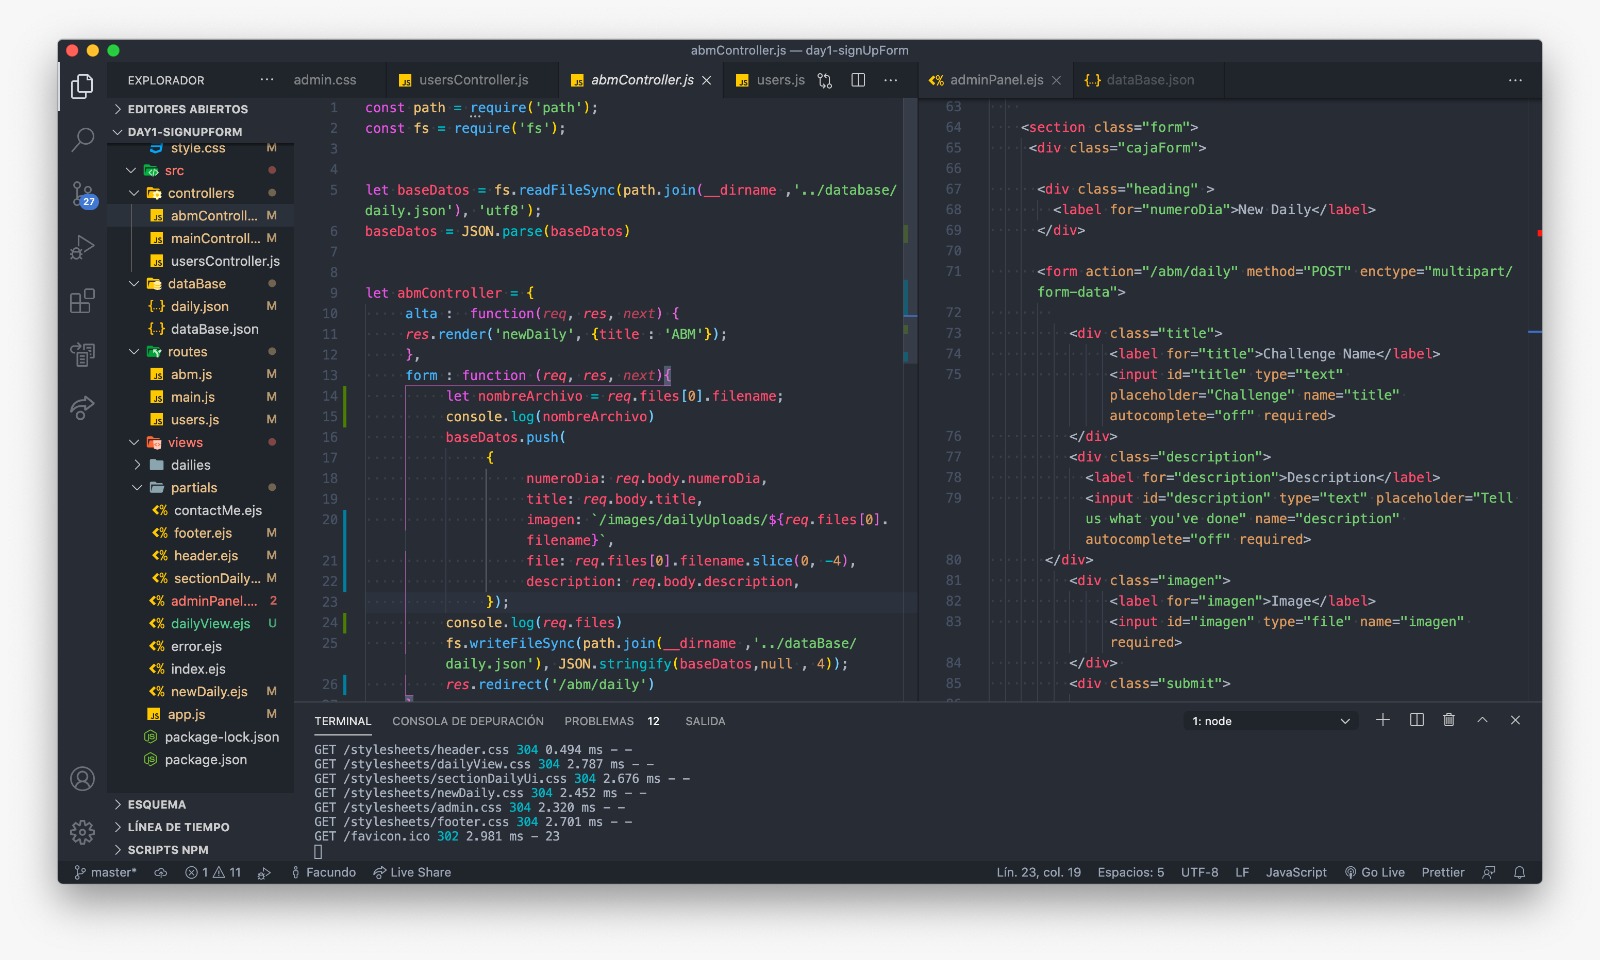 abmController.js — day1-signUpForm
EXPLORADOR
admin.css
usersController.js
abmController.js
users.js
adminPanel.ejs
dataBase.json
EDITORES ABIERTOS
DAY1-SIGNUPFORM
style.css M
src
controllers
abmControll... M
mainControll... M
usersController.js
dataBase
daily.json M
dataBase.json
routes
abm.js M
main.js M
users.js M
views
dailies
partials
contactMe.ejs
footer.ejs M
header.ejs M
sectionDaily... M
adminPanel.... 2
dailyView.ejs U
error.ejs
index.ejs
newDaily.ejs M
app.js M
package-lock.json
package.json
ESQUEMA
LÍNEA DE TIEMPO
SCRIPTS NPM
27
1 const path = require('path');
2 const fs = require('fs');
3
4
5 let baseDatos = fs.readFileSync(path.join(__dirname ,'../database/
daily.json'), 'utf8');
6 baseDatos = JSON.parse(baseDatos)
7
8
9 let abmController = {
10 alta : function(req, res, next) {
11 res.render('newDaily', {title : 'ABM'});
12 },
13 form : function (req, res, next){
14 let nombreArchivo = req.files[0].filename;
15 console.log(nombreArchivo)
16 baseDatos.push(
17 {
18 numeroDia: req.body.numeroDia,
19 title: req.body.title,
20 imagen: `/images/dailyUploads/${req.files[0].
filename}`,
21 file: req.files[0].filename.slice(0, -4),
22 description: req.body.description,
23 });
24 console.log(req.files)
25 fs.writeFileSync(path.join(__dirname ,'../dataBase/
daily.json'), JSON.stringify(baseDatos,null , 4));
26 res.redirect('/abm/daily')
63
64 <section class="form">
65 <div class="cajaForm">
66
67 <div class="heading" >
68 <label for="numeroDia">New Daily</label>
69 </div>
70
71 <form action="/abm/daily" method="POST" enctype="multipart/
form-data">
72
73 <div class="title">
74 <label for="title">Challenge Name</label>
75 <input id="title" type="text"
placeholder="Challenge" name="title"
autocomplete="off" required>
76 </div>
77 <div class="description">
78 <label for="description">Description</label>
79 <input id="description" type="text" placeholder="Tell
us what you've done" name="description"
autocomplete="off" required>
80 </div>
81 <div class="imagen">
82 <label for="imagen">Image</label>
83 <input id="imagen" type="file" name="imagen"
required>
84 </div>
85 <div class="submit">
TERMINAL CONSOLA DE DEPURACIÓN PROBLEMAS 12 SALIDA 1: node
GET /stylesheets/header.css 304 0.494 ms - -
GET /stylesheets/dailyView.css 304 2.787 ms - -
GET /stylesheets/sectionDailyUi.css 304 2.676 ms - -
GET /stylesheets/newDaily.css 304 2.452 ms - -
GET /stylesheets/admin.css 304 2.320 ms - -
GET /stylesheets/footer.css 304 2.701 ms - -
GET /favicon.ico 302 2.981 ms - 23
master* 1 11 Facundo Live Share Lín. 23, col. 19 Espacios: 5 UTF-8 LF JavaScript Go Live Prettier